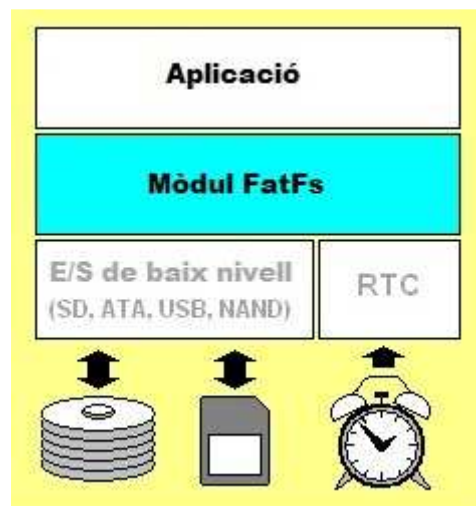 Aplicació
Mòdul FatFs
E/S de baix nivell
(SD, ATA, USB, NAND)
RTC